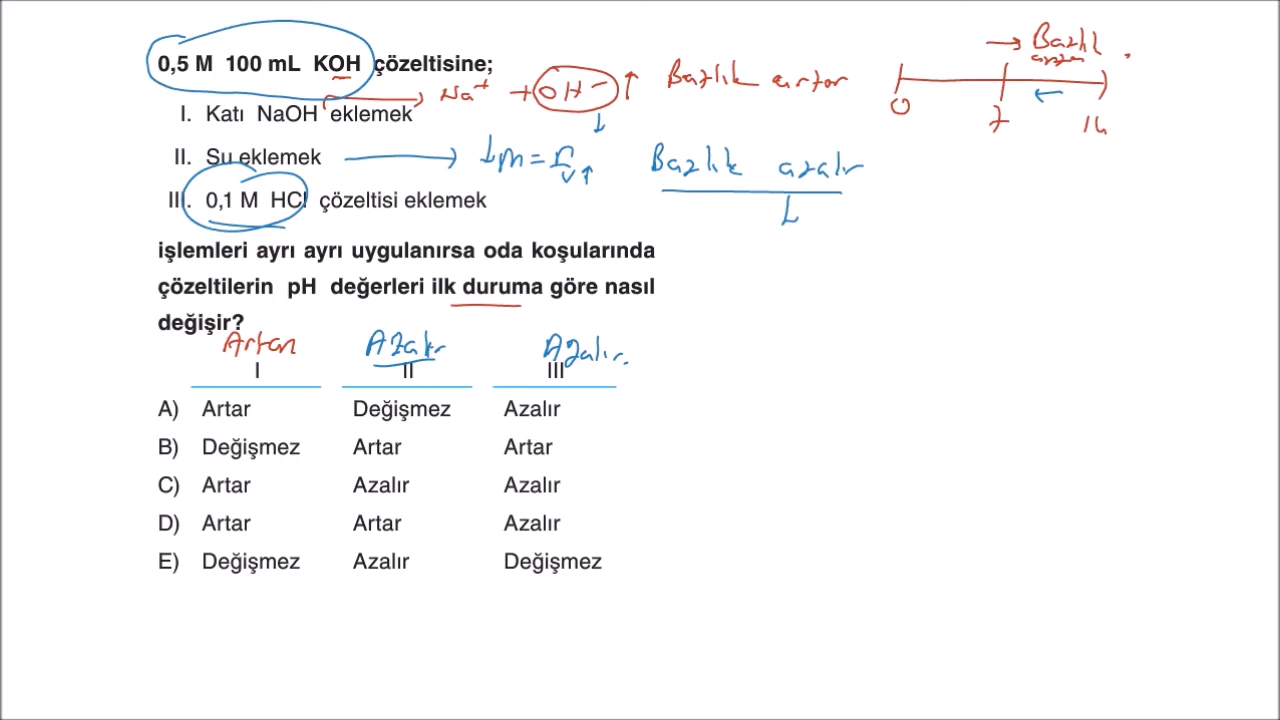 0,5 M 100 mL KOH çözeltisine;
→ Bazlık artar
Na⁺ + OH⁻ ↑ Bazlık artar
0 7 14
I. Katı NaOH eklemek
II. Su eklemek → ↓m = n/v↑ Bazlık azalır
III. 0,1 M HCl çözeltisi eklemek
işlemleri ayrı ayrı uygulanırsa oda koşularında
çözeltilerin pH değerleri ilk duruma göre nasıl
değişir?
Artar Azalır Azalır.
I II III
A) Artar Değişmez Azalır
B) Değişmez Artar Artar
C) Artar Azalır Azalır
D) Artar Artar Azalır
E) Değişmez Azalır Değişmez